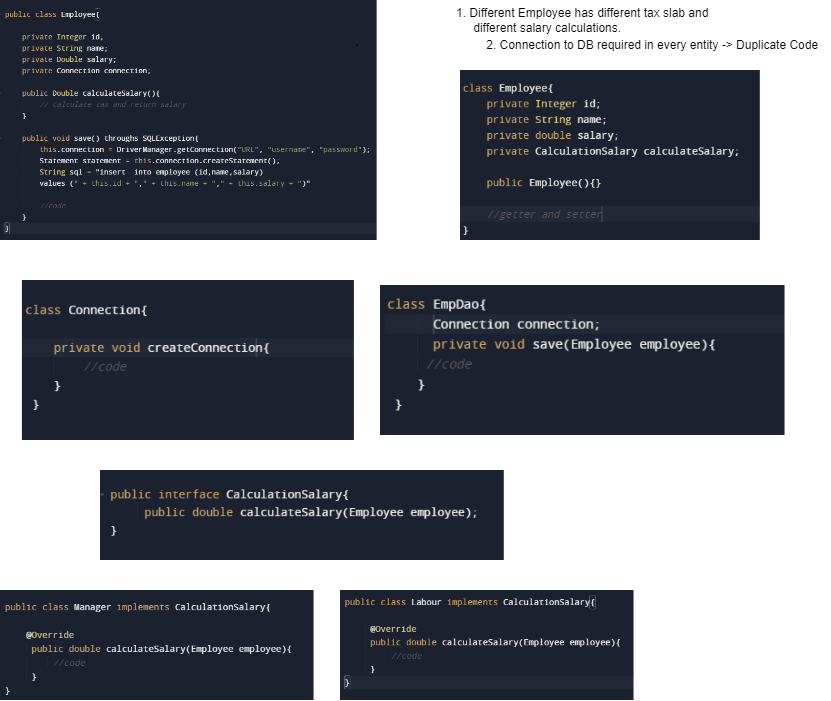 public class Employee{
private Integer id,
private String name;
private Double salary;
private Connection connection;
public Double calculateSalary(){
// Calculate tax and return salary
}
public void save() throughs SQLException{
this.connection = DriverManager.getConnection("URL", "username", "password");
Statement statement = this.connection.createStatement(),
String sql = "insert  into employee (id,name,salary)
values (" + this.id + "," + this.name + "," + this.salary + ")"
//code
}
}
1. Different Employee has different tax slab and
different salary calculations.
2. Connection to DB required in every entity -> Duplicate Code
class Employee{
private Integer id;
private String name;
private double salary;
private CalculationSalary calculateSalary;
public Employee(){}
//getter and setter
}
class Connection{
private void createConnection{
//code
}
}
class EmpDao{
Connection connection;
private void save(Employee employee){
//code
}
}
public interface CalculationSalary{
public double calculateSalary(Employee employee);
}
public class Manager implements CalculationSalary{
@Override
public double calculateSalary(Employee employee){
//code
}
}
public class Labour implements CalculationSalary{
@Override
public double calculateSalary(Employee employee){
//code
}
}